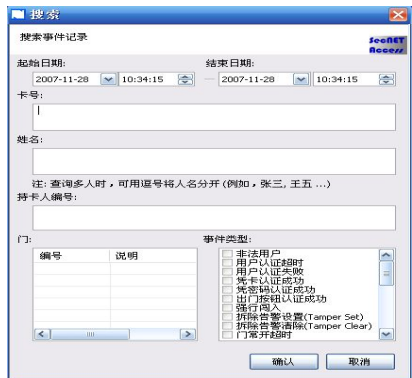 搜索
搜索事件记录
SecNET
Access
起始日期: 结束日期:
2007-11-28 10:34:15 — 2007-11-28 10:34:15
卡号:
姓名:
注: 查询多人时，可用逗号将人名分开(例如，张三, 王五 ...)
持卡人编号:
门: 事件类型:
编号 说明
非法用户
用户认证超时
用户认证失败
凭卡认证成功
凭密码认证成功
出门按钮认证成功
强行闯入
拆除告警设置(Tamper Set)
拆除告警清除(Tamper Clear)
门常开超时
确认 取消